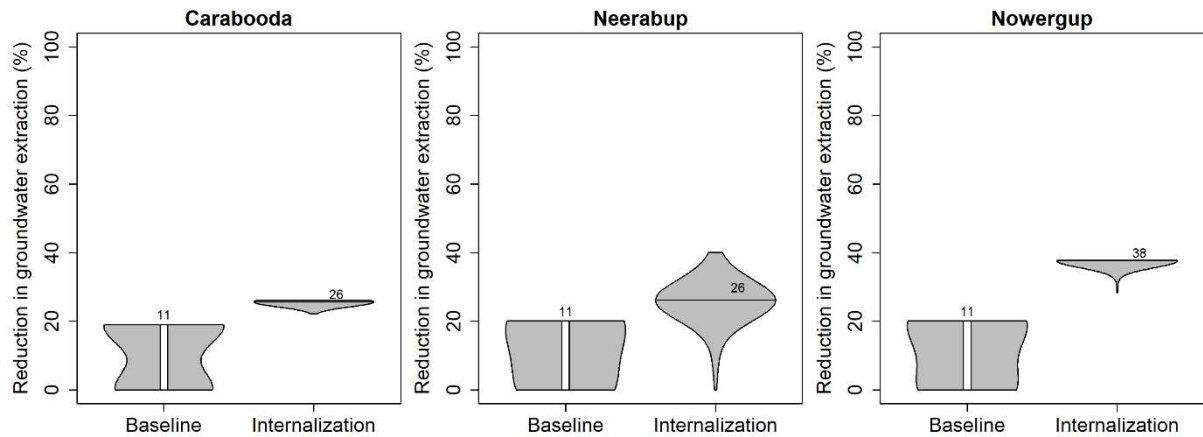 Carabooda
Reduction in groundwater extraction (%)
100
80
60
40
20
0
11
26
Baseline
Internalization
Neerabup
Reduction in groundwater extraction (%)
100
80
60
40
20
0
11
26
Baseline
Internalization
Nowergup
Reduction in groundwater extraction (%)
100
80
60
40
20
0
11
38
Baseline
Internalization